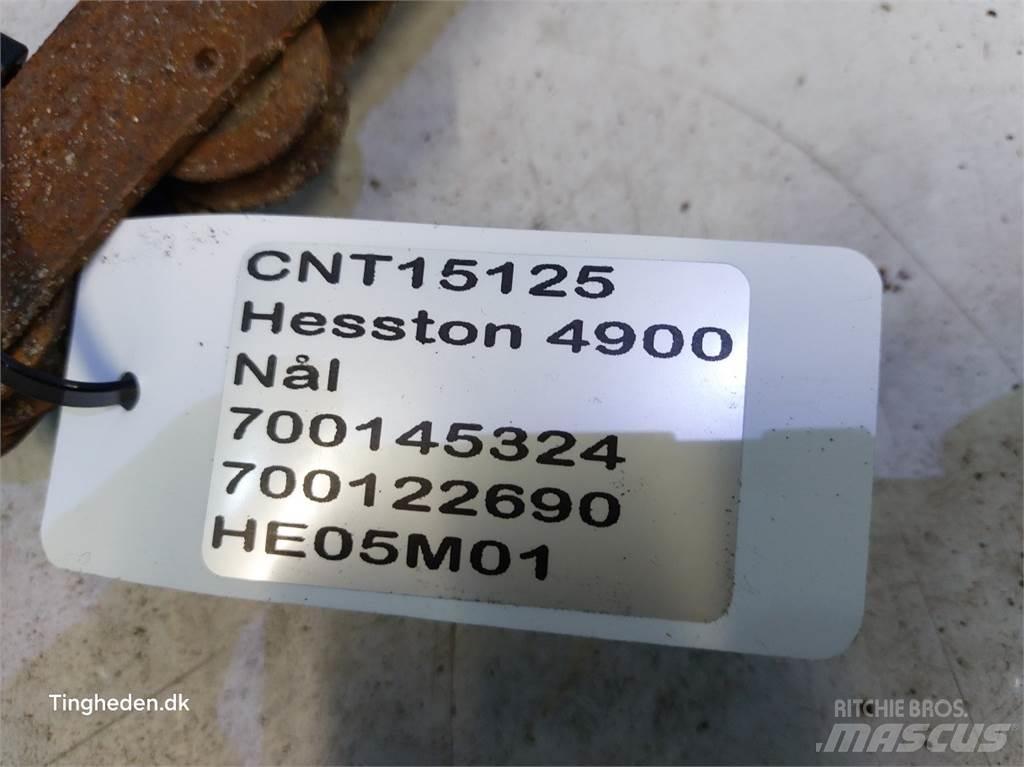 CNT15125
Hesston 4900
Nål
700145324
700122690
HE05M01
Tingheden.dk
RITCHIE BROS.
MASCUS